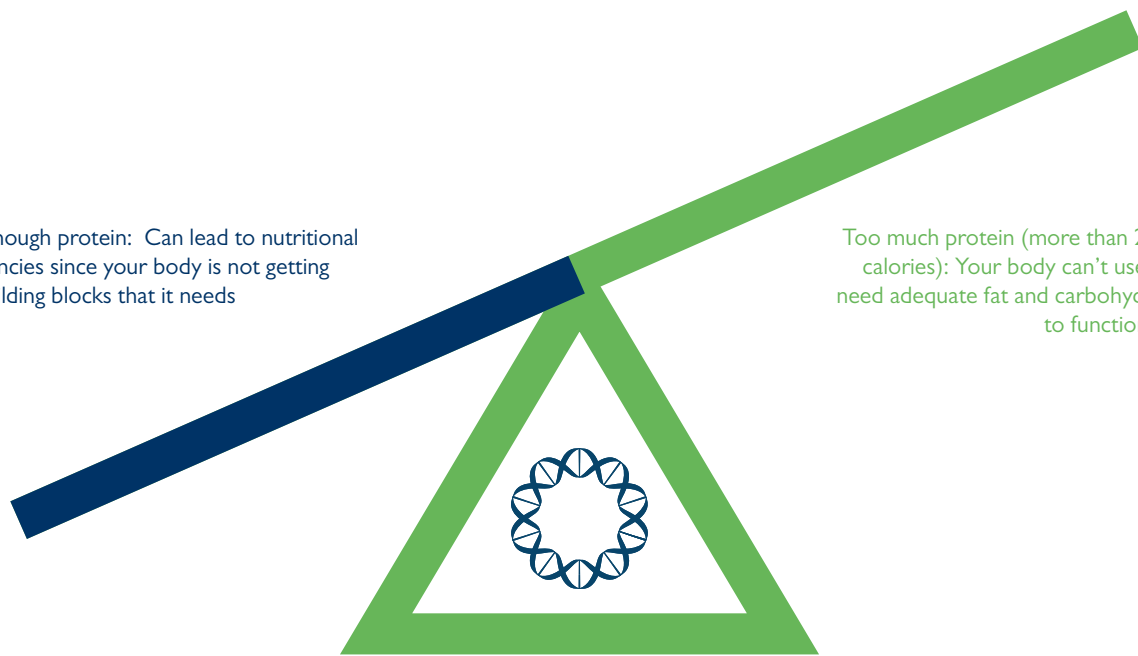 nough protein:  Can lead to nutritional
ncies since your body is not getting
lding blocks that it needs
Too much protein (more than 2
calories): Your body can't use
need adequate fat and carbohyd
to functio